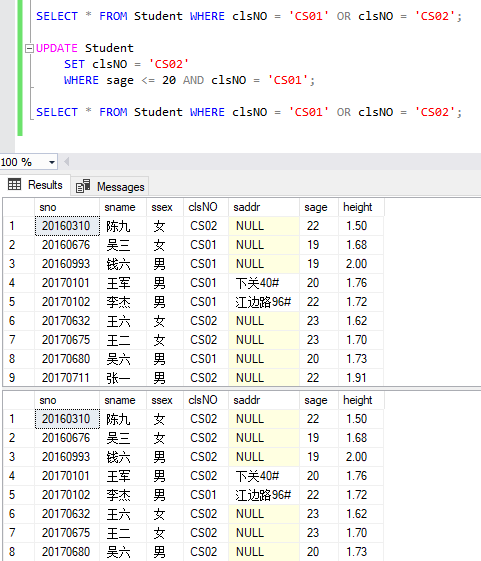 SELECT * FROM Student WHERE clsNO = 'CS01' OR clsNO = 'CS02';
UPDATE Student
SET clsNO = 'CS02'
WHERE sage <= 20 AND clsNO = 'CS01';
SELECT * FROM Student WHERE clsNO = 'CS01' OR clsNO = 'CS02';
100 %
Results Messages
sno sname ssex clsNO saddr sage height
1 20160310 陈九 女 CS02 NULL 22 1.50
2 20160676 吴三 女 CS01 NULL 19 1.68
3 20160993 钱六 男 CS01 NULL 19 2.00
4 20170101 王军 男 CS01 下关40# 20 1.76
5 20170102 李杰 男 CS01 江边路96# 22 1.72
6 20170632 王六 女 CS02 NULL 23 1.62
7 20170675 王二 女 CS02 NULL 23 1.70
8 20170680 吴六 男 CS01 NULL 20 1.73
9 20170711 张一 男 CS02 NULL 22 1.91
sno sname ssex clsNO saddr sage height
1 20160310 陈九 女 CS02 NULL 22 1.50
2 20160676 吴三 女 CS02 NULL 19 1.68
3 20160993 钱六 男 CS02 NULL 19 2.00
4 20170101 王军 男 CS02 下关40# 20 1.76
5 20170102 李杰 男 CS01 江边路96# 22 1.72
6 20170632 王六 女 CS02 NULL 23 1.62
7 20170675 王二 女 CS02 NULL 23 1.70
8 20170680 吴六 男 CS02 NULL 20 1.73